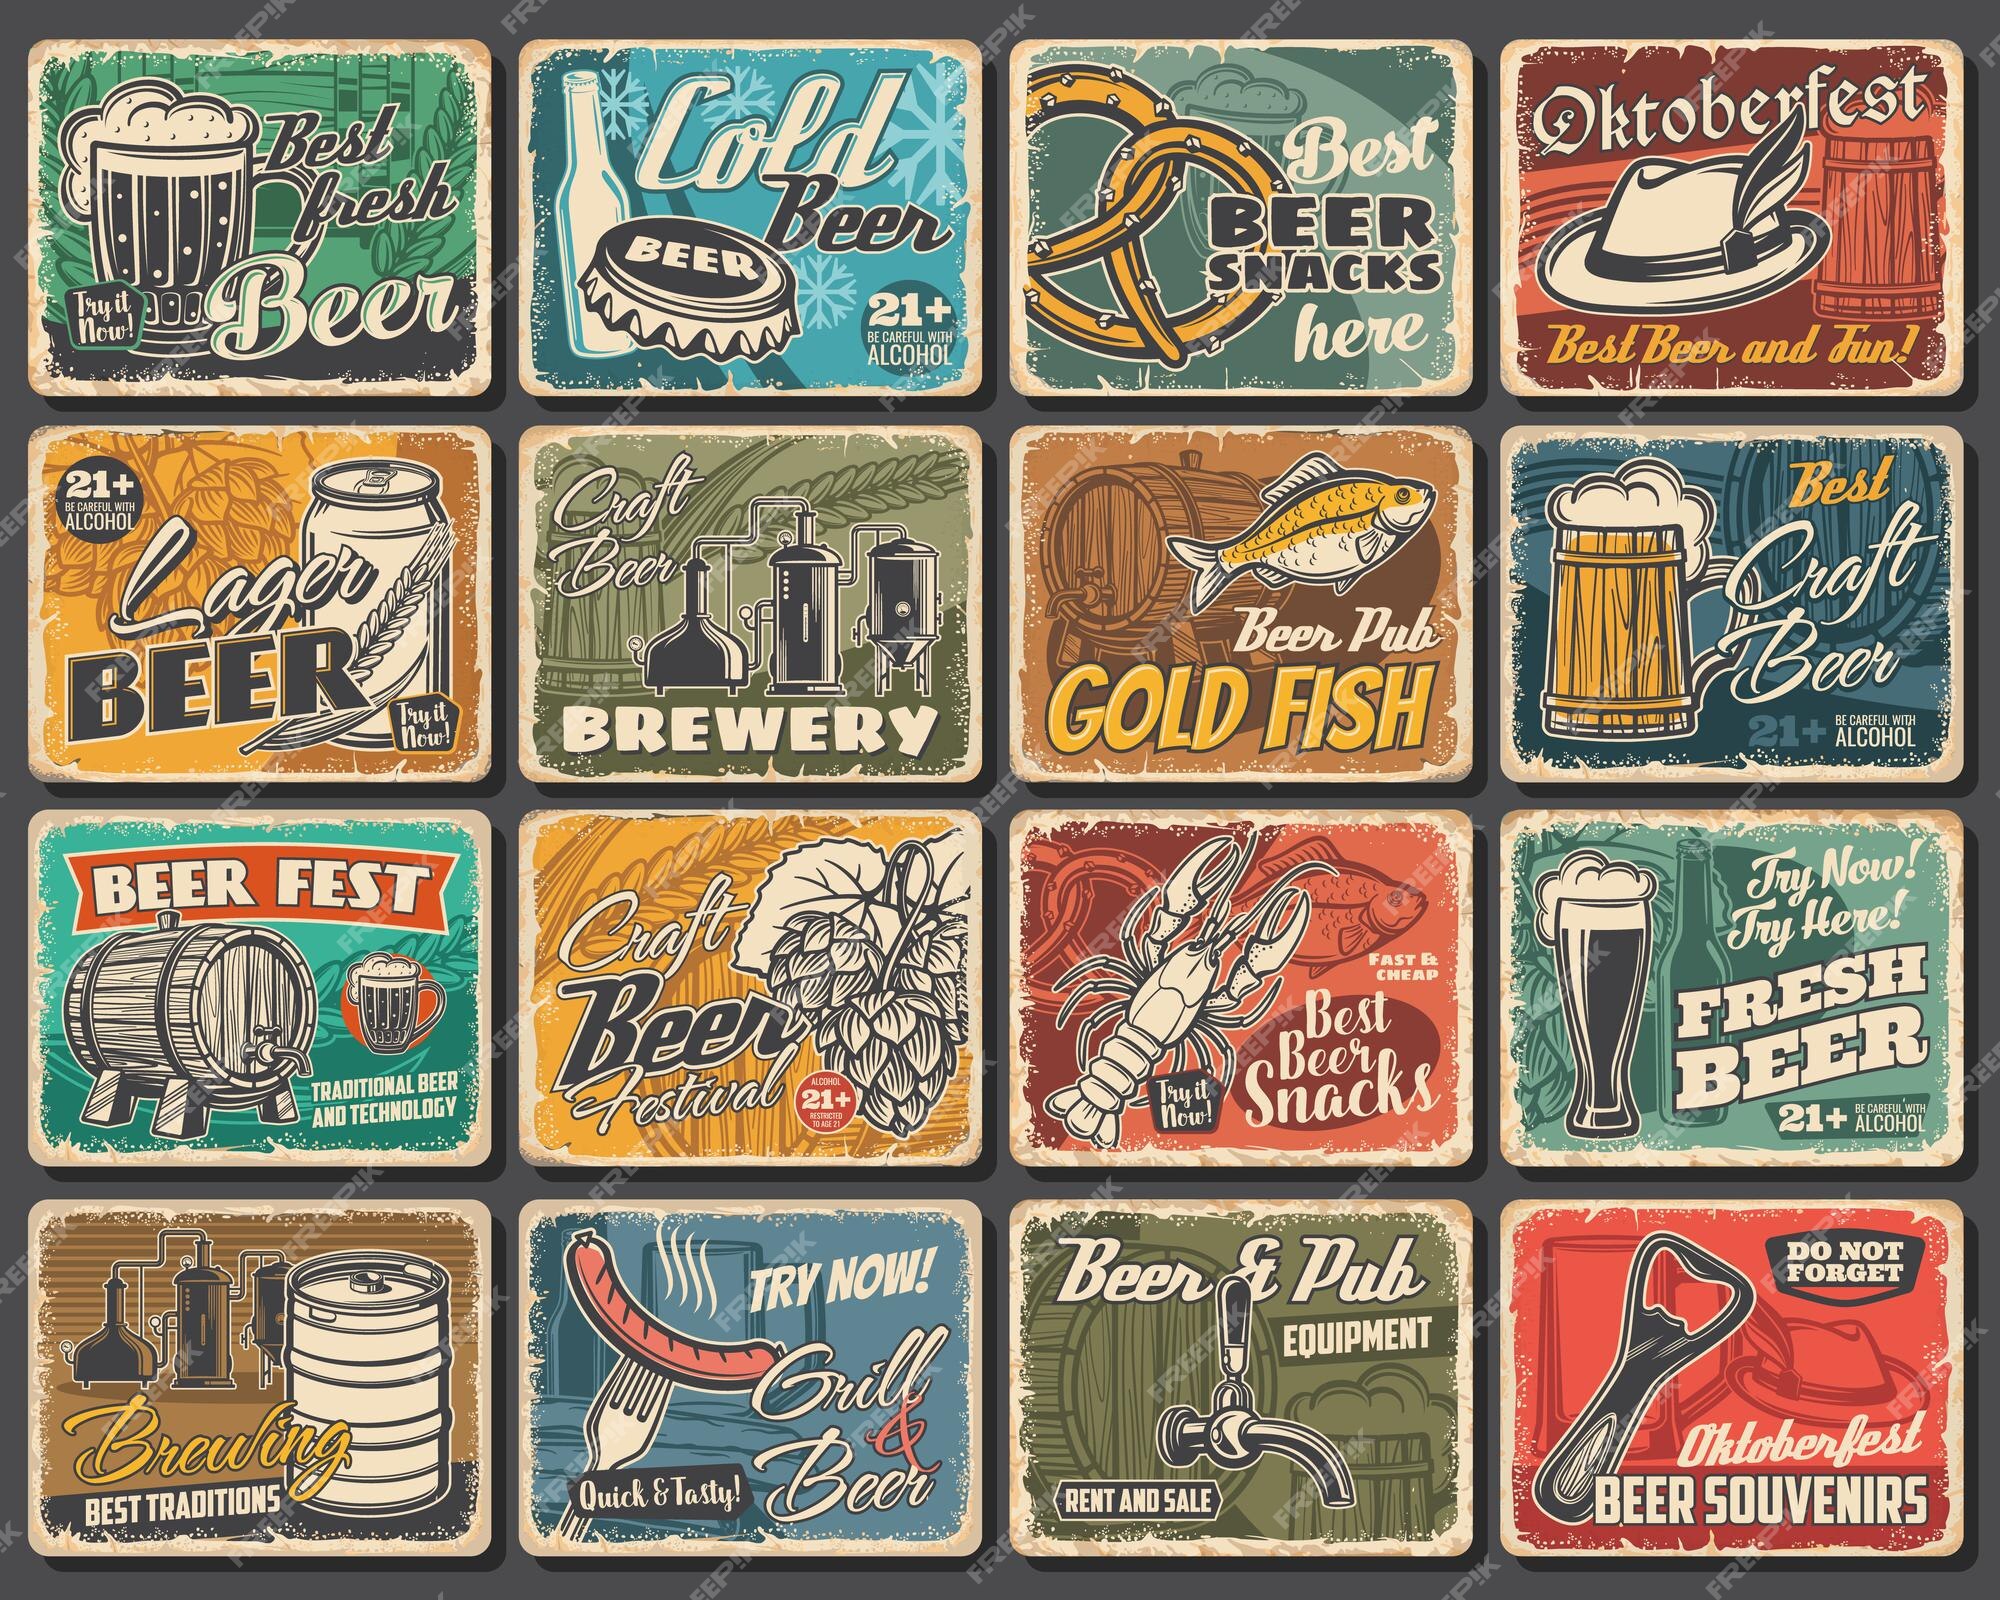 Best
fresh
Beer
Try it
Now!
Cold
Beer
BEER
21+
BE CAREFUL WITH
ALCOHOL
Best
BEER
SNACKS
here
Oktoberfest
Best Beer and Fun!
21+
BE CAREFUL WITH
ALCOHOL
Lager
BEER
Try it
Now!
Craft
Beer
BREWERY
Beer Pub
GOLD FISH
Best
Craft
Beer
21+
BE CAREFUL WITH
ALCOHOL
BEER FEST
TRADITIONAL BEER
AND TECHNOLOGY
Craft
Beer
Festival
ALCOHOL
21+
RESTRICTED
TO AGE 21
FAST &
CHEAP
Best
Beer
Snacks
Try it
Now!
Try Now!
Try Here!
FRESH
BEER
21+
BE CAREFUL WITH
ALCOHOL
Brewing
BEST TRADITIONS
TRY NOW!
Grill
&
Beer
Quick & Tasty!
Beer & Pub
EQUIPMENT
RENT AND SALE
DO NOT
FORGET
Oktoberfest
BEER SOUVENIRS
FREEPIK